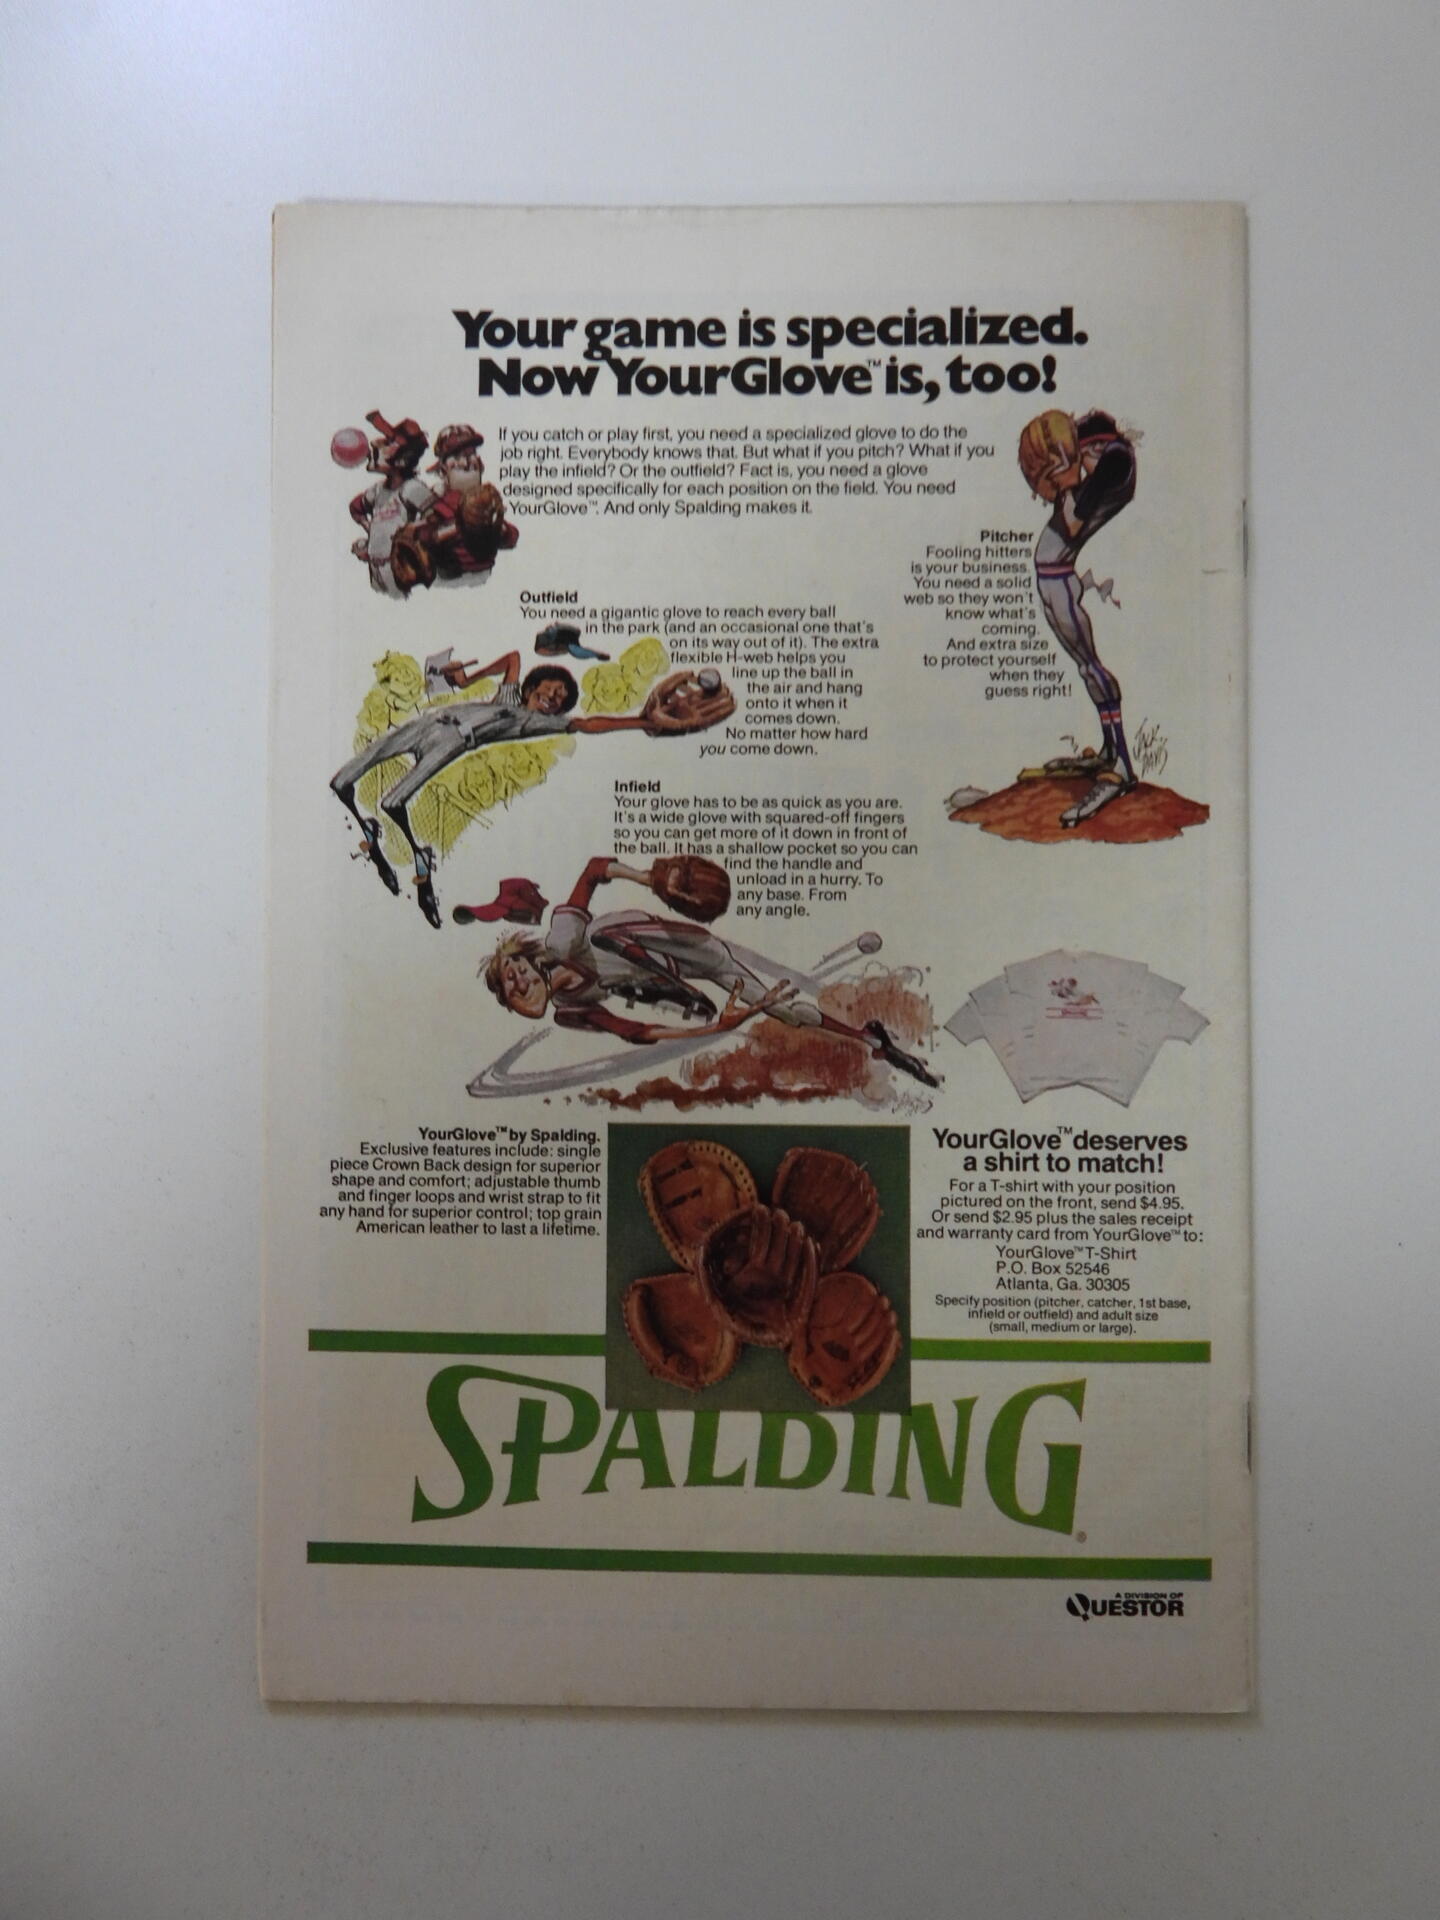 Your game is specialized.
Now YourGlove™ is, too!
If you catch or play first, you need a specialized glove to do the
job right. Everybody knows that. But what if you pitch? What if you
play the infield? Or the outfield? Fact is, you need a glove
designed specifically for each position on the field. You need
YourGlove™. And only Spalding makes it.
Pitcher
Fooling hitters
is your business.
You need a solid
web so they won't
know what's
coming.
And extra size
to protect yourself
when they
guess right!
JACK
DAVIS
Outfield
You need a gigantic glove to reach every ball
in the park (and an occasional one that's
on its way out of it). The extra
flexible H-web helps you
line up the ball in
the air and hang
onto it when it
comes down.
No matter how hard
you come down.
Infield
Your glove has to be as quick as you are.
It's a wide glove with squared-off fingers
so you can get more of it down in front of
the ball. It has a shallow pocket so you can
find the handle and
unload in a hurry. To
any base. From
any angle.
YourGlove™ by Spalding.
Exclusive features include: single
piece Crown Back design for superior
shape and comfort; adjustable thumb
and finger loops and wrist strap to fit
any hand for superior control; top grain
American leather to last a lifetime.
YourGlove™ deserves
a shirt to match!
For a T-shirt with your position
pictured on the front, send $4.95.
Or send $2.95 plus the sales receipt
and warranty card from YourGlove™ to:
YourGlove™ T-Shirt
P.O. Box 52546
Atlanta, Ga. 30305
Specify position (pitcher, catcher, 1st base,
infield or outfield) and adult size
(small, medium or large).
SPALDING®
A DIVISION OF
QUESTOR